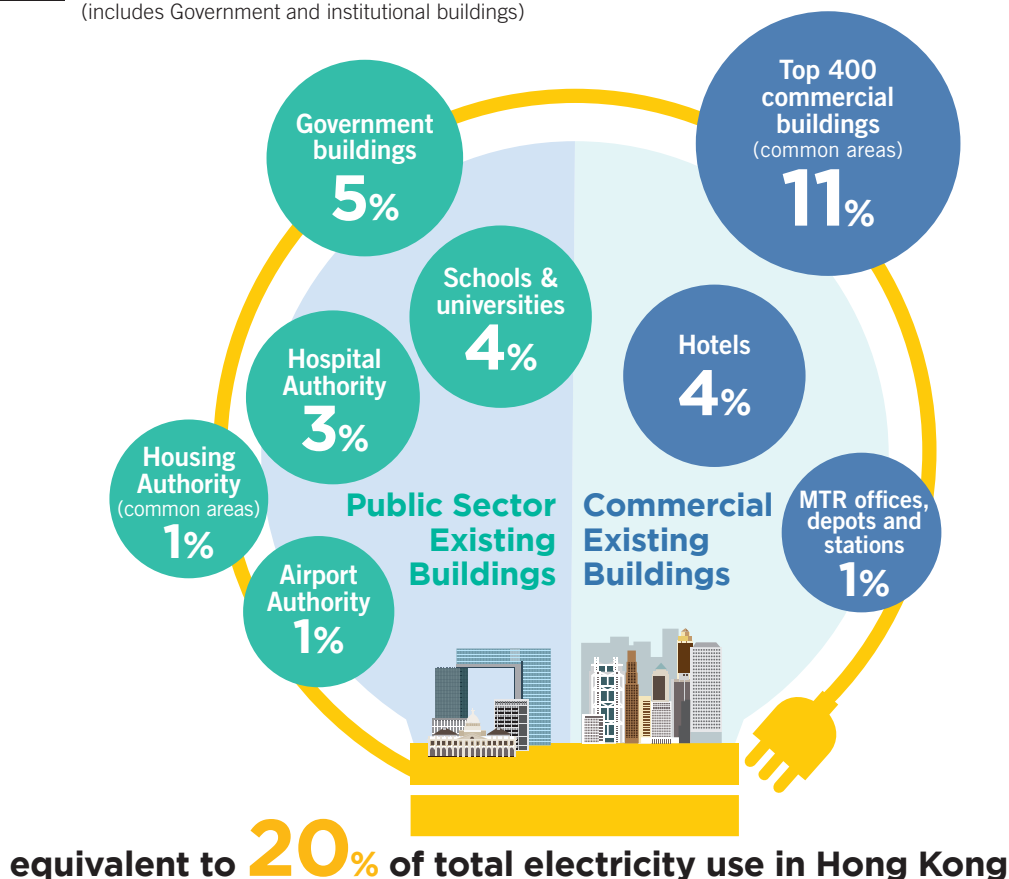 (includes Government and institutional buildings)
Top 400
commercial
buildings
(common areas)
11%
Government
buildings
5%
Schools &
universities
4%
Hotels
4%
Hospital
Authority
3%
Housing
Authority
(common areas)
1%
Public Sector
Existing
Buildings
Commercial
Existing
Buildings
MTR offices,
depots and
stations
1%
Airport
Authority
1%
equivalent to 20% of total electricity use in Hong Kong